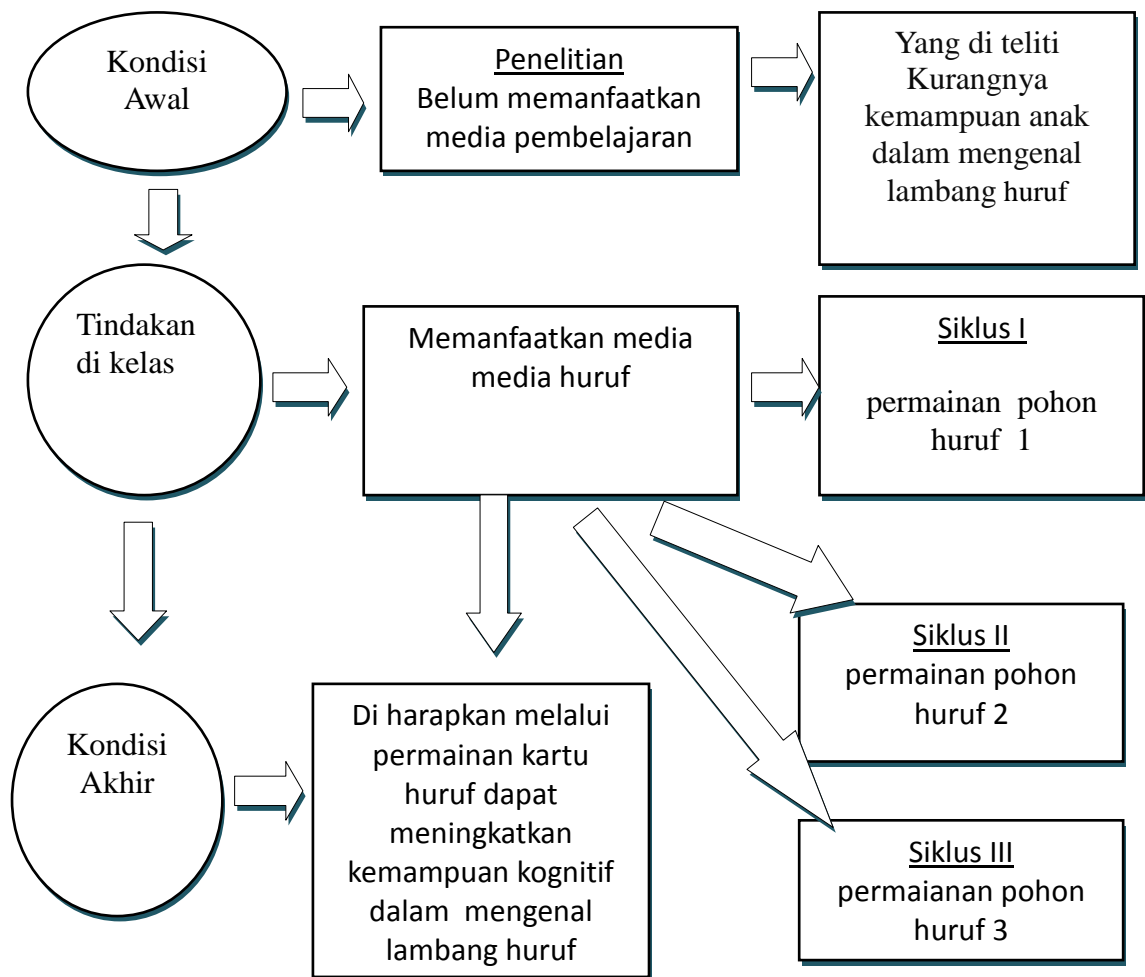 Kondisi
Awal
Penelitian
Belum memanfaatkan
media pembelajaran
Yang di teliti
Kurangnya
kemampuan anak
dalam mengenal
lambang huruf
Tindakan
di kelas
Memanfaatkan media
media huruf
Siklus I
permainan pohon
huruf 1
Siklus II
permainan pohon
huruf 2
Kondisi
Akhir
Di harapkan melalui
permainan kartu
huruf dapat
meningkatkan
kemampuan kognitif
dalam mengenal
lambang huruf
Siklus III
permaianan pohon
huruf 3